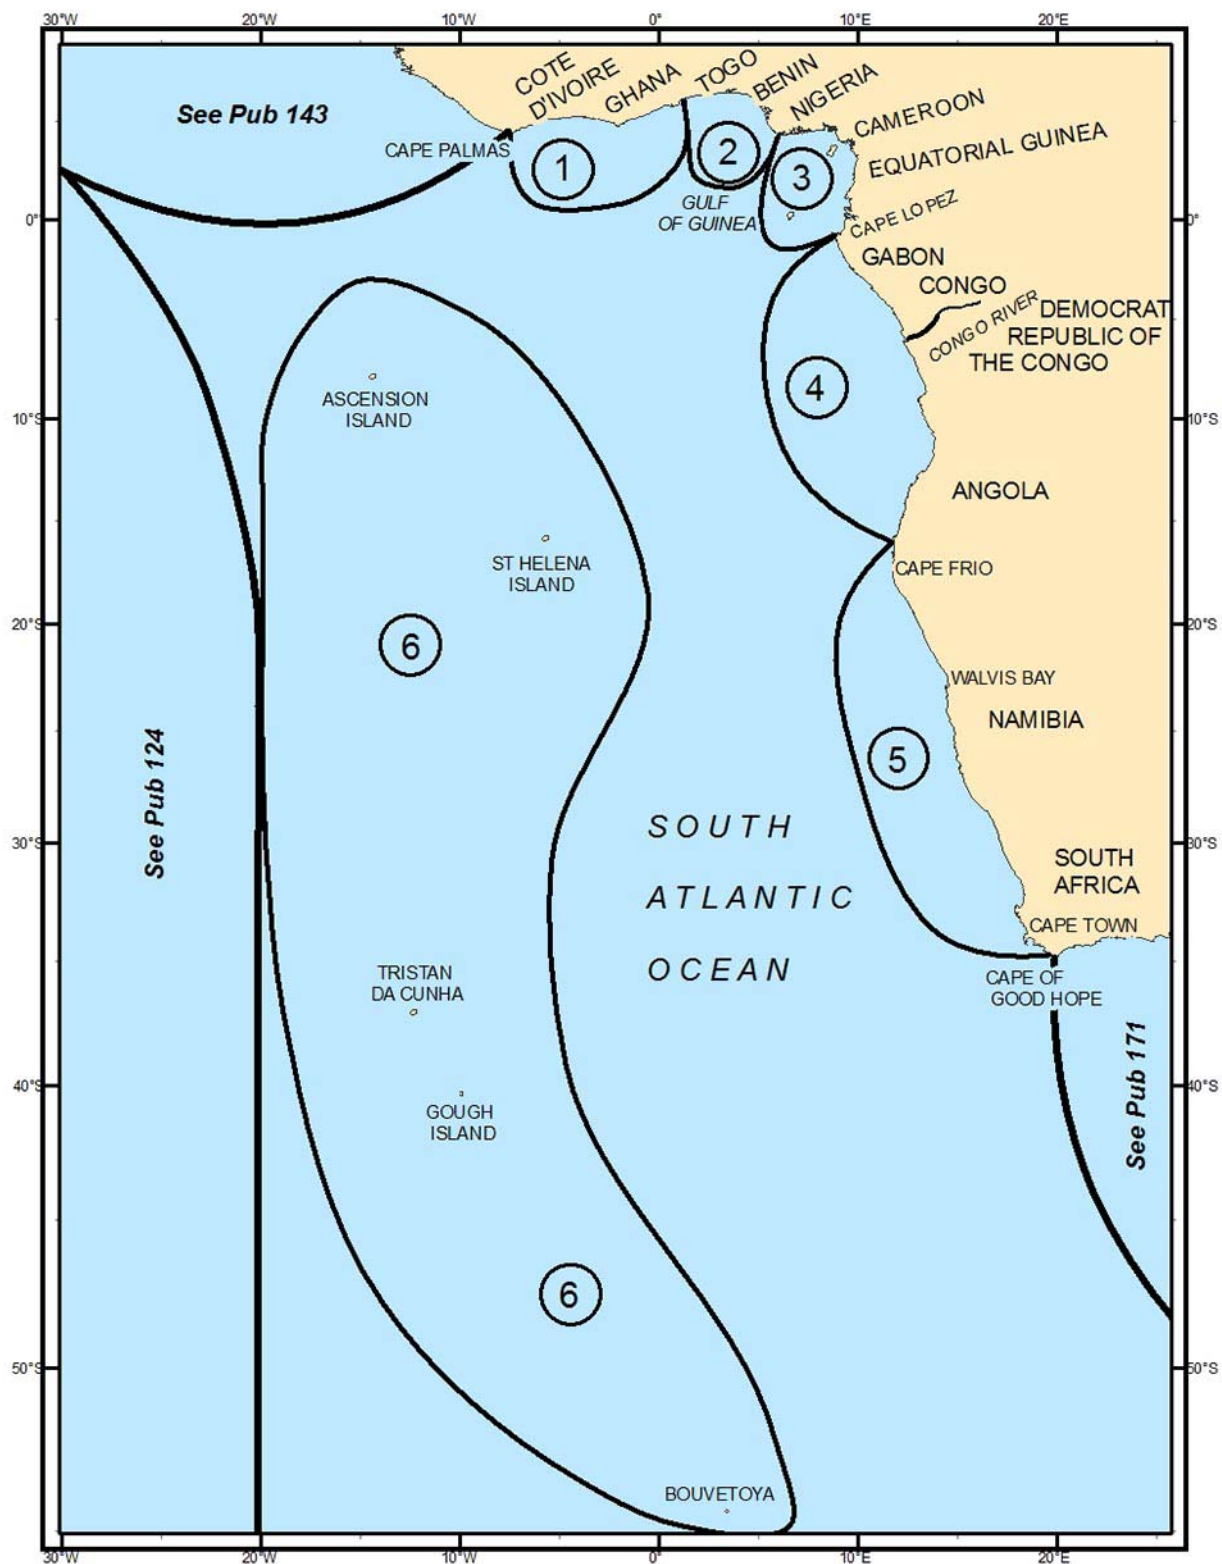 30°W
20°W
10°W
0°
10°E
20°E
See Pub 143
COTE
D'IVOIRE
GHANA
TOGO
BENIN
NIGERIA
CAMEROON
EQUATORIAL GUINEA
CAPE PALMAS
1
2
3
GULF
OF GUINEA
CAPE LOPEZ
0°
0°
GABON
CONGO
CONGO RIVER
DEMOCRAT
REPUBLIC OF
THE CONGO
4
ASCENSION
ISLAND
10°S
10°S
ANGOLA
ST HELENA
ISLAND
CAPE FRIO
20°S
20°S
6
WALVIS BAY
NAMIBIA
5
See Pub 124
SOUTH
ATLANTIC
OCEAN
30°S
30°S
SOUTH
AFRICA
CAPE TOWN
TRISTAN
DA CUNHA
CAPE OF
GOOD HOPE
See Pub 171
40°S
40°S
GOUGH
ISLAND
6
50°S
50°S
BOUVETOYA
30°W
20°W
10°W
0°
10°E
20°E